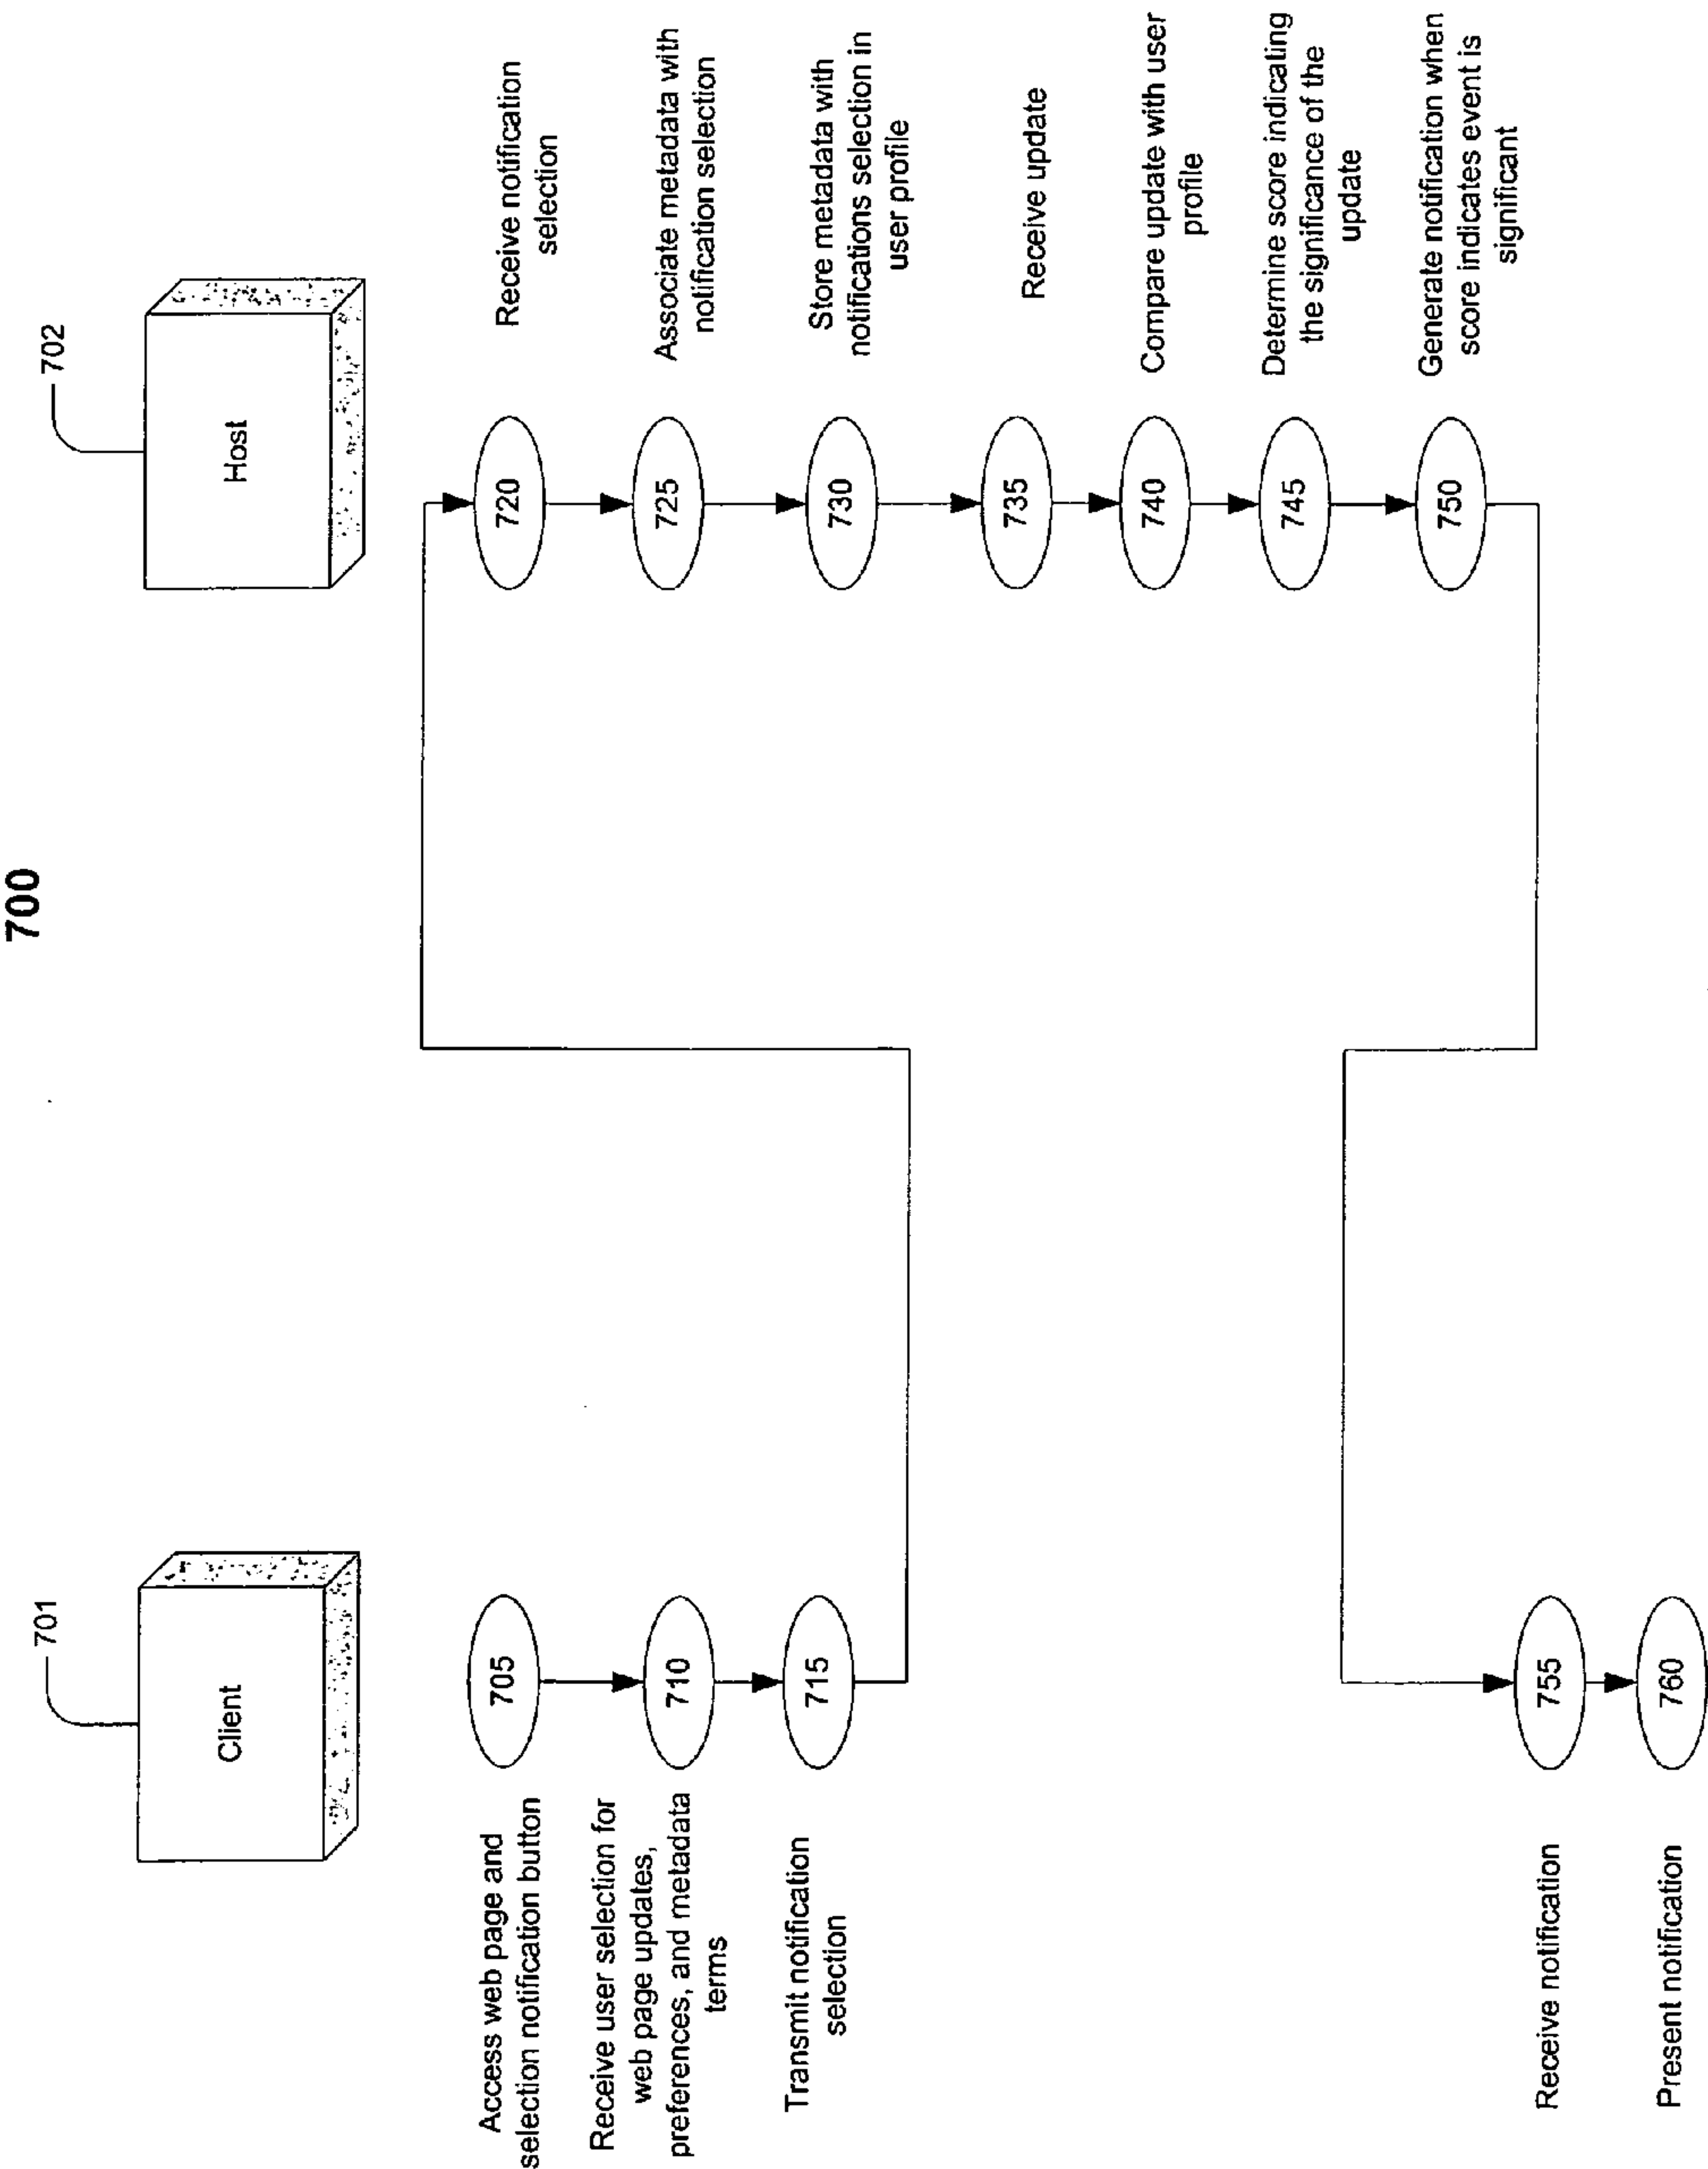 700
701
Client
702
Host
Access web page and
selection notification button
705
Receive user selection for
web page updates,
preferences, and metadata
terms
710
Transmit notification
selection
715
720
Receive notification
selection
725
Associate metadata with
notification selection
730
Store metadata with
notifications selection in
user profile
735
Receive update
740
Compare update with user
profile
745
Determine score indicating
the significance of the
update
750
Generate notification when
score indicates event is
significant
Receive notification
755
Present notification
760